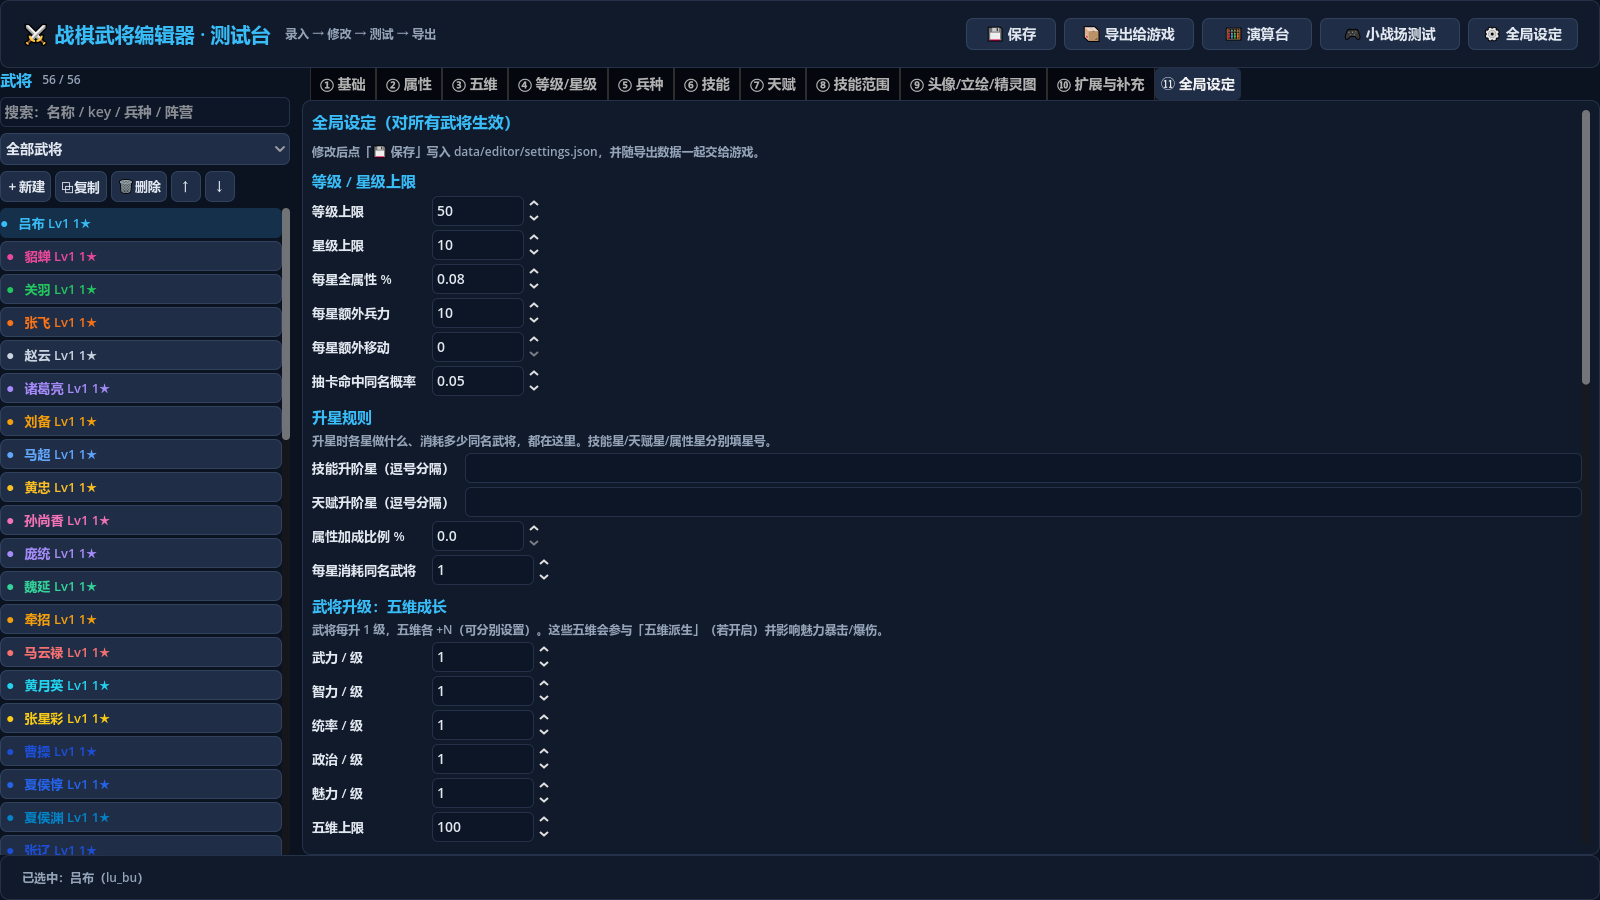 ⚔ 战棋武将编辑器 · 测试台
录入 → 修改 → 测试 → 导出
💾 保存
📦 导出给游戏
🧮 演算台
🎮 小战场测试
⚙ 全局设定
武将 56 / 56
搜索：名称 / key / 兵种 / 阵营
全部武将
+ 新建
复制
🗑 删除
↑
↓
吕布 Lv1 1★
貂蝉 Lv1 1★
关羽 Lv1 1★
张飞 Lv1 1★
赵云 Lv1 1★
诸葛亮 Lv1 1★
刘备 Lv1 1★
马超 Lv1 1★
黄忠 Lv1 1★
孙尚香 Lv1 1★
庞统 Lv1 1★
魏延 Lv1 1★
牵招 Lv1 1★
马云禄 Lv1 1★
黄月英 Lv1 1★
张星彩 Lv1 1★
曹操 Lv1 1★
夏侯惇 Lv1 1★
夏侯渊 Lv1 1★
张辽 Lv1 1★
① 基础
② 属性
③ 五维
④ 等级/星级
⑤ 兵种
⑥ 技能
⑦ 天赋
⑧ 技能范围
⑨ 头像/立绘/精灵图
⑩ 扩展与补充
⑪ 全局设定
全局设定（对所有武将生效）
修改后点「💾 保存」写入 data/editor/settings.json，并随导出数据一起交给游戏。
等级 / 星级上限
等级上限 50
星级上限 10
每星全属性 % 0.08
每星额外兵力 10
每星额外移动 0
抽卡命中同名概率 0.05
升星规则
升星时各星做什么、消耗多少同名武将，都在这里。技能星/天赋星/属性星分别填星号。
技能升阶星（逗号分隔）
天赋升阶星（逗号分隔）
属性加成比例 % 0.0
每星消耗同名武将 1
武将升级：五维成长
武将每升 1 级，五维各 +N（可分别设置）。这些五维会参与「五维派生」（若开启）并影响魅力暴击/爆伤。
武力 / 级 1
智力 / 级 1
统率 / 级 1
政治 / 级 1
魅力 / 级 1
五维上限 100
已选中：吕布（lu_bu）